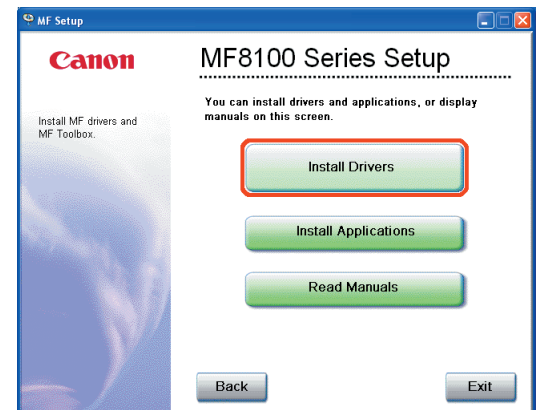 MF Setup
Canon
MF8100 Series Setup
You can install drivers and applications, or display
manuals on this screen.
Install MF drivers and
MF Toolbox.
Install Drivers
Install Applications
Read Manuals
Back
Exit